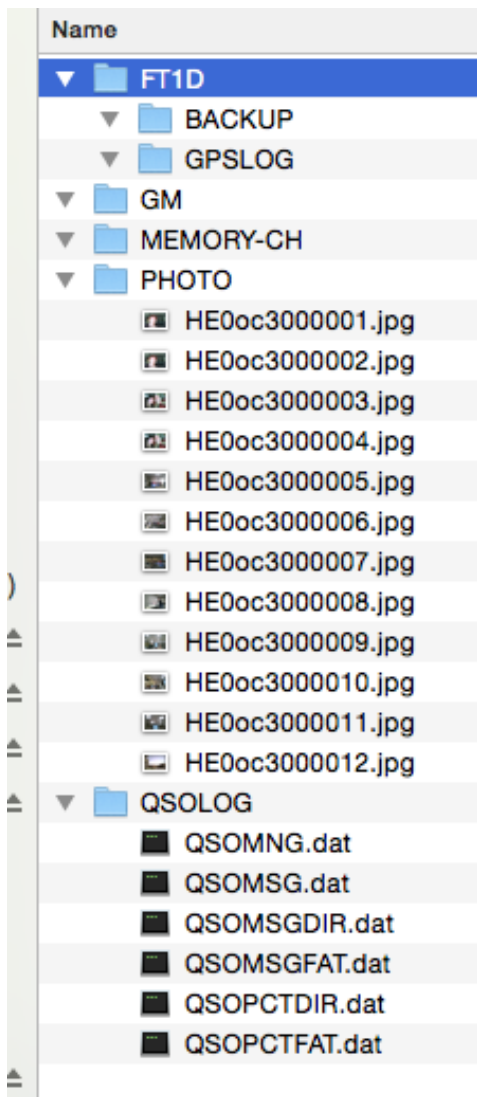 Name
FT1D
BACKUP
GPSLOG
GM
MEMORY-CH
PHOTO
HE0oc3000001.jpg
HE0oc3000002.jpg
HE0oc3000003.jpg
HE0oc3000004.jpg
HE0oc3000005.jpg
HE0oc3000006.jpg
HE0oc3000007.jpg
)
HE0oc3000008.jpg
HE0oc3000009.jpg
HE0oc3000010.jpg
HE0oc3000011.jpg
HE0oc3000012.jpg
QSOLOG
QSOMNG.dat
QSOMSG.dat
QSOMSGDIR.dat
QSOMSGFAT.dat
QSOPCTDIR.dat
QSOPCTFAT.dat